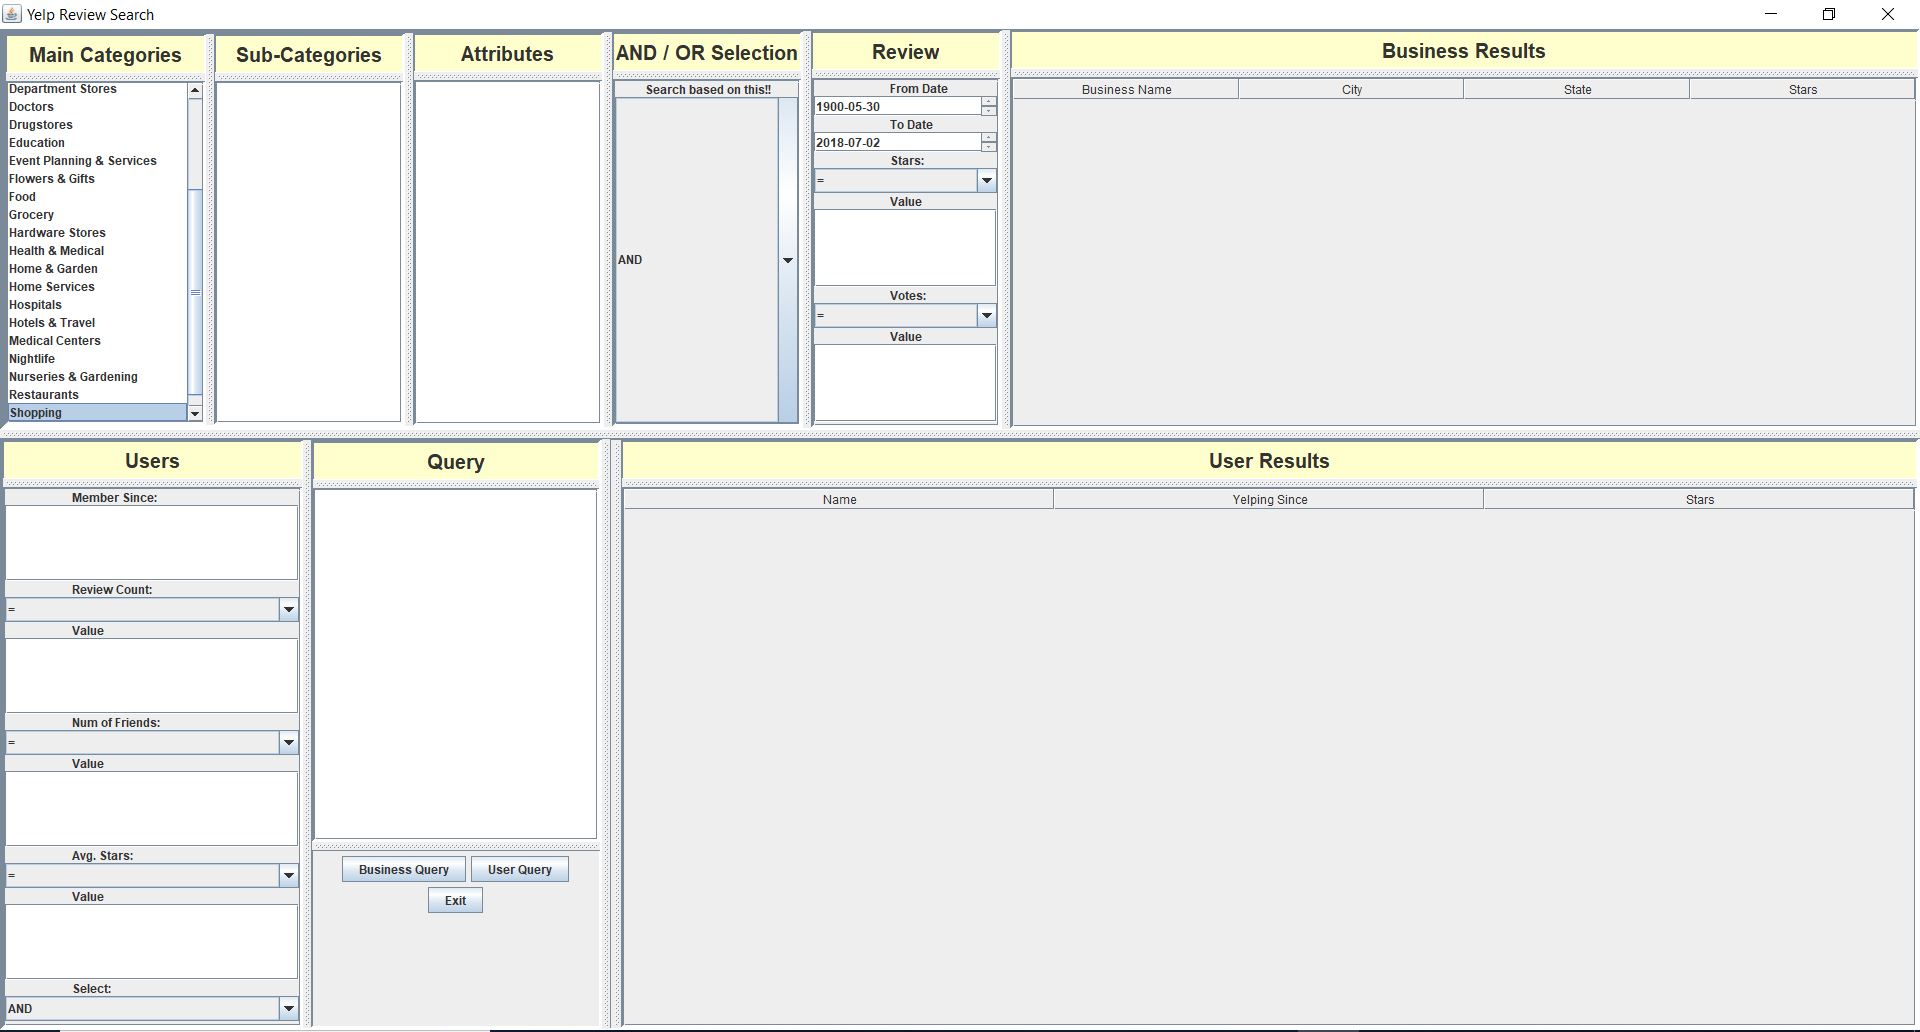 Yelp Review Search
Main Categories
Department Stores
Doctors
Drugstores
Education
Event Planning & Services
Flowers & Gifts
Food
Grocery
Hardware Stores
Health & Medical
Home & Garden
Home Services
Hospitals
Hotels & Travel
Medical Centers
Nightlife
Nurseries & Gardening
Restaurants
Shopping
Sub-Categories
Attributes
AND / OR Selection
Search based on this!!
AND
Review
From Date
1900-05-30
To Date
2018-07-02
Stars:
=
Value
Votes:
=
Value
Business Results
Business Name City State Stars
Users
Member Since:
Review Count:
=
Value
Num of Friends:
=
Value
Avg. Stars:
=
Value
Select:
AND
Query
Business Query User Query
Exit
User Results
Name Yelping Since Stars